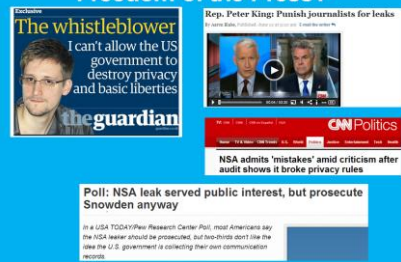 Freedom of the Press?
Exclusive
The whistleblower
I can't allow the US
government to
destroy privacy
and basic liberties
theguardian
Rep. Peter King: Punish journalists for leaks
CNN Politics
NSA admits 'mistakes' amid criticism after
audit shows it broke privacy rules
Poll: NSA leak served public interest, but prosecute
Snowden anyway
In a USA TODAY/Pew Research Center Poll, most Americans say
the NSA leaker should be prosecuted, but two-thirds don't like the
idea the U.S. government is collecting their own communication
records.